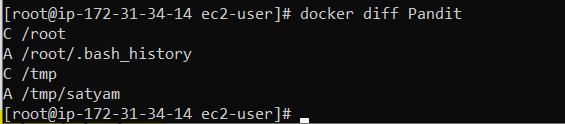 [root@ip-172-31-34-14 ec2-user]# docker diff Pandit
C /root
A /root/.bash_history
C /tmp
A /tmp/satyam
[root@ip-172-31-34-14 ec2-user]#